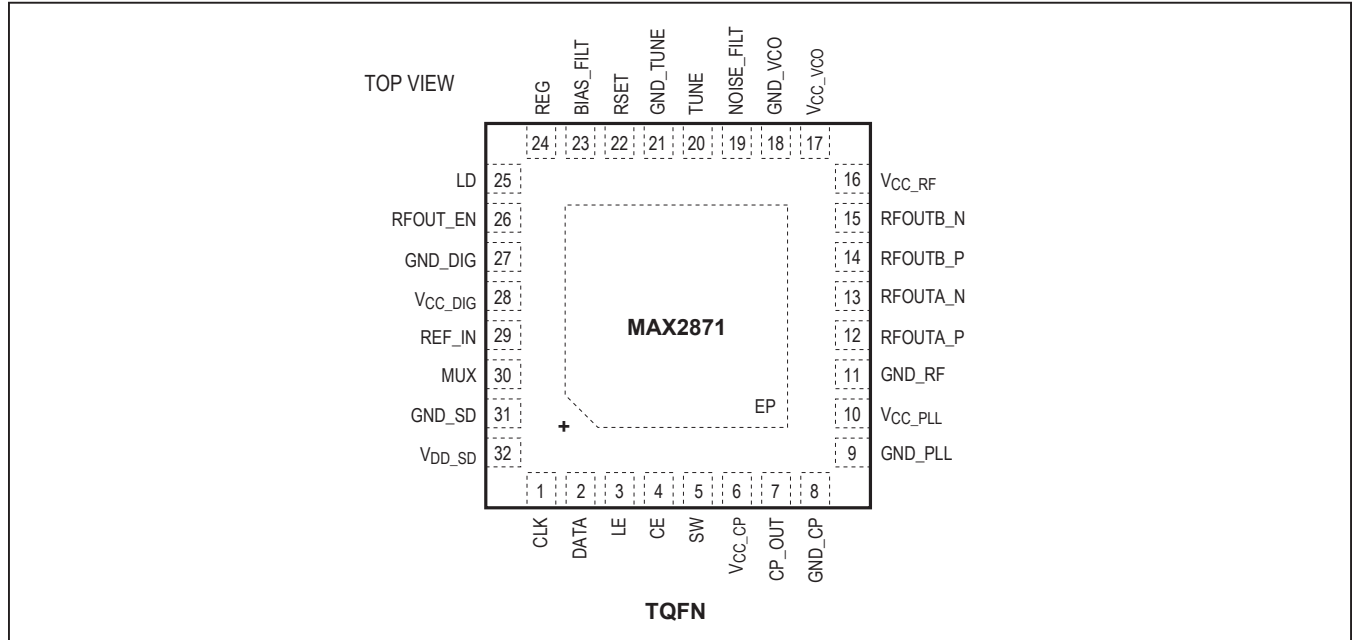 TOP VIEW
REG
BIAS_FILT
RSET
GND_TUNE
TUNE
NOISE_FILT
GND_VCO
VCC_VCO
24 23 22 21 20 19 18 17
LD 25
RFOUT_EN 26
GND_DIG 27
VCC_DIG 28
REF_IN 29
MUX 30
GND_SD 31
VDD_SD 32
MAX2871
EP
+
16 VCC_RF
15 RFOUTB_N
14 RFOUTB_P
13 RFOUTA_N
12 RFOUTA_P
11 GND_RF
10 VCC_PLL
9 GND_PLL
1 2 3 4 5 6 7 8
CLK
DATA
LE
CE
SW
VCC_CP
CP_OUT
GND_CP
TQFN